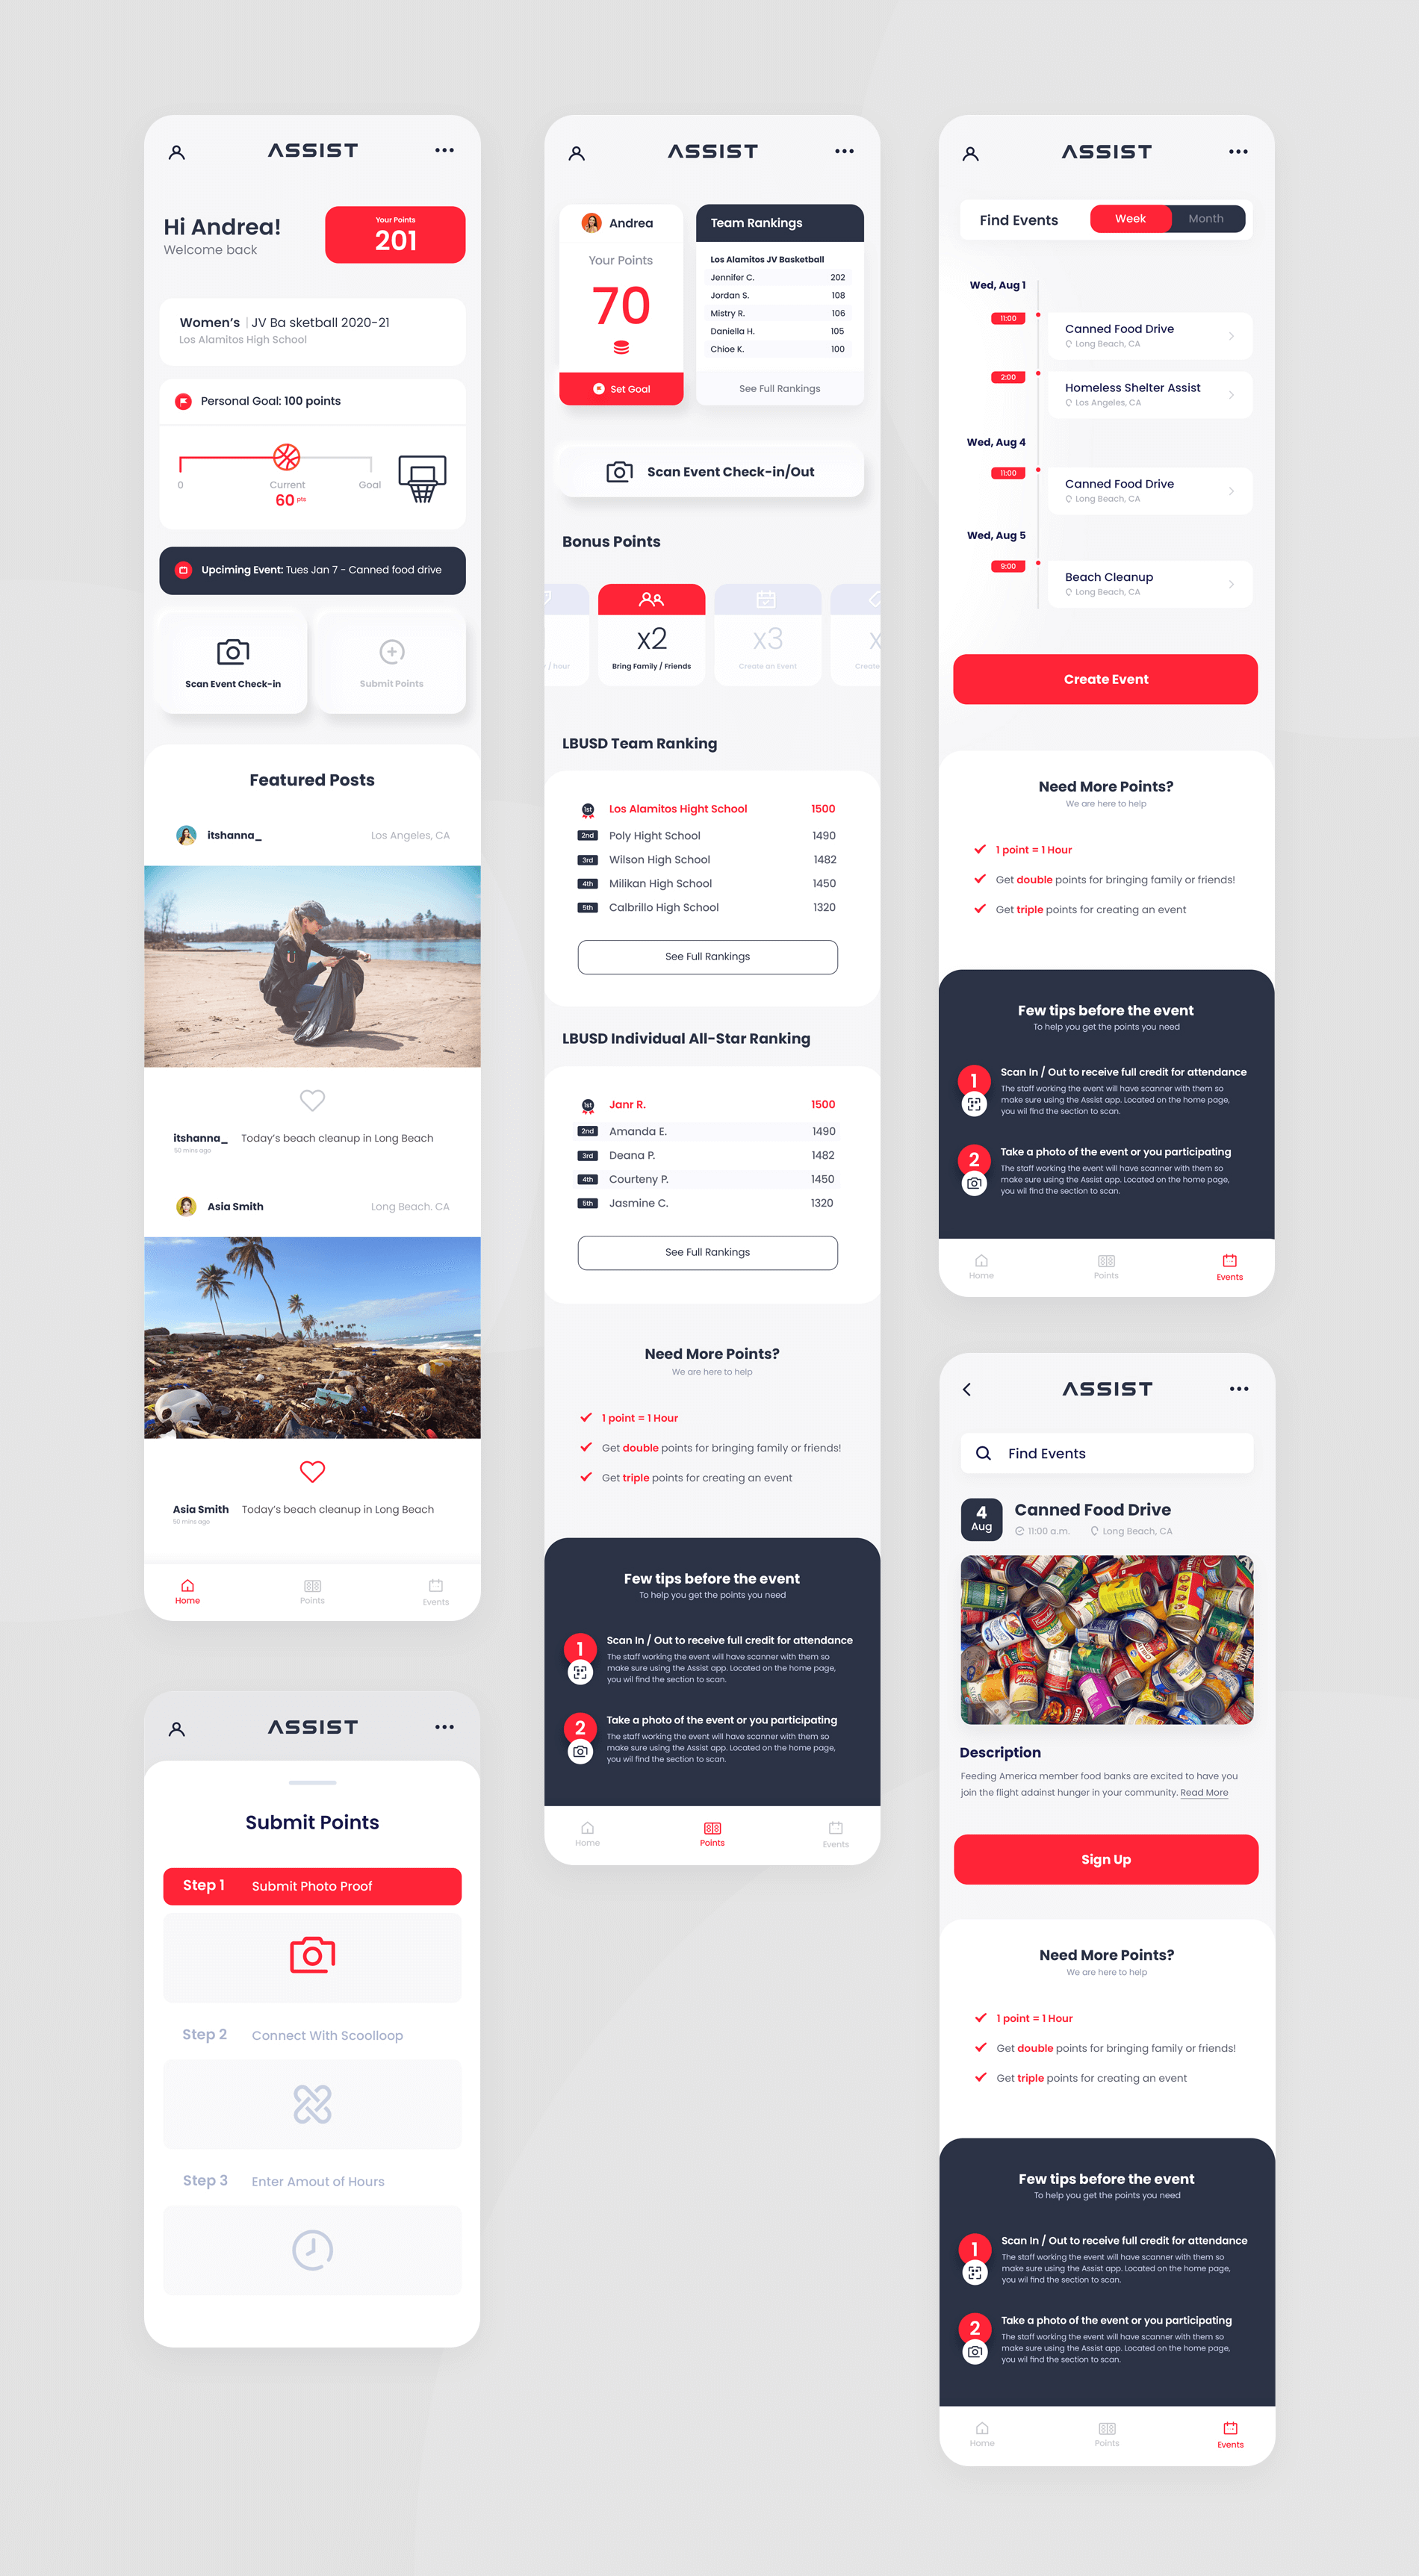 ASSIST
Hi Andrea!
Welcome back
Your Points
201
Women's | JV Ba sketball 2020-21
Los Alamitos High School
Personal Goal: 100 points
0
Current
Goal
60 pts
Upciming Event: Tues Jan 7 - Canned food drive
Scan Event Check-in
Submit Points
Featured Posts
itshanna_ Los Angeles, CA
itshanna_ Today's beach cleanup in Long Beach
50 mins ago
Asia Smith Long Beach. CA
Asia Smith Today's beach cleanup in Long Beach
50 mins ago
Home
Points
Events
ASSIST
Submit Points
Step 1 Submit Photo Proof
Step 2 Connect With Scoolloop
Step 3 Enter Amout of Hours
ASSIST
Andrea
Your Points
70
Set Goal
Team Rankings
Los Alamitos JV Basketball
Jennifer C. 202
Jordan S. 108
Mistry R. 106
Daniella H. 105
Chioe K. 100
See Full Rankings
Scan Event Check-in/Out
Bonus Points
/ hour
x2
Bring Family / Friends
x3
Create an Event
x
Create
LBUSD Team Ranking
1st Los Alamitos Hight School 1500
2nd Poly Hight School 1490
3rd Wilson High School 1482
4th Milikan High School 1450
5th Calbrillo High School 1320
See Full Rankings
LBUSD Individual All-Star Ranking
1st Janr R. 1500
2nd Amanda E. 1490
3rd Deana P. 1482
4th Courteny P. 1450
5th Jasmine C. 1320
See Full Rankings
Need More Points?
We are here to help
1 point = 1 Hour
Get double points for bringing family or friends!
Get triple points for creating an event
Few tips before the event
To help you get the points you need
1
Scan In / Out to receive full credit for attendance
The staff working the event will have scanner with them so
make sure using the Assist app. Located on the home page,
you wil find the section to scan.
2
Take a photo of the event or you participating
The staff working the event will have scanner with them so
make sure using the Assist app. Located on the home page,
you wil find the section to scan.
Home
Points
Events
ASSIST
Find Events
Week
Month
Wed, Aug 1
11:00
Canned Food Drive
Long Beach, CA
2:00
Homeless Shelter Assist
Los Angeles, CA
Wed, Aug 4
11:00
Canned Food Drive
Long Beach, CA
Wed, Aug 5
9:00
Beach Cleanup
Long Beach, CA
Create Event
Need More Points?
We are here to help
1 point = 1 Hour
Get double points for bringing family or friends!
Get triple points for creating an event
Few tips before the event
To help you get the points you need
1
Scan In / Out to receive full credit for attendance
The staff working the event will have scanner with them so
make sure using the Assist app. Located on the home page,
you wil find the section to scan.
2
Take a photo of the event or you participating
The staff working the event will have scanner with them so
make sure using the Assist app. Located on the home page,
you wil find the section to scan.
Home
Points
Events
ASSIST
Find Events
4
Aug
Canned Food Drive
11:00 a.m. Long Beach, CA
Description
Feeding America member food banks are excited to have you
join the flight adainst hunger in your community. Read More
Sign Up
Need More Points?
We are here to help
1 point = 1 Hour
Get double points for bringing family or friends!
Get triple points for creating an event
Few tips before the event
To help you get the points you need
1
Scan In / Out to receive full credit for attendance
The staff working the event will have scanner with them so
make sure using the Assist app. Located on the home page,
you wil find the section to scan.
2
Take a photo of the event or you participating
The staff working the event will have scanner with them so
make sure using the Assist app. Located on the home page,
you wil find the section to scan.
Home
Points
Events